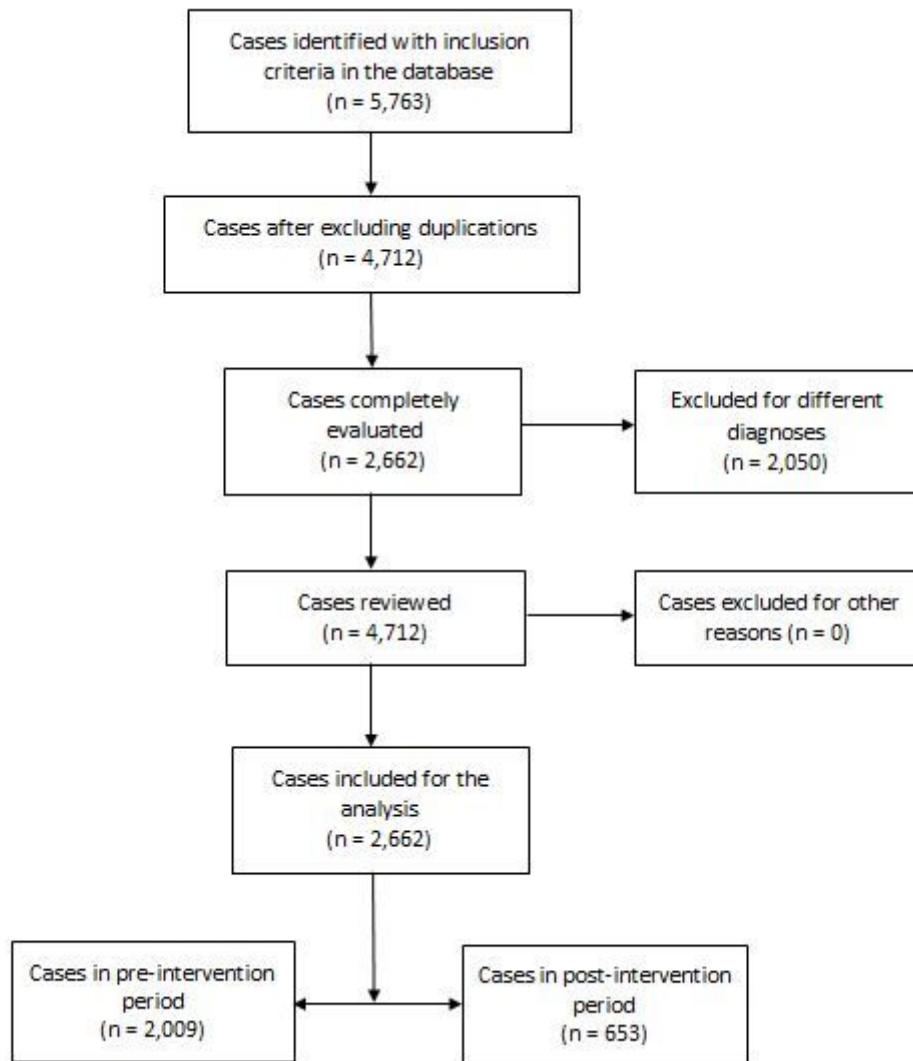 Cases identified with inclusion
criteria in the database
(n = 5,763)
Cases after excluding duplications
(n = 4,712)
Cases completely
evaluated
(n = 2,662)
Excluded for different
diagnoses
(n = 2,050)
Cases reviewed
(n = 4,712)
Cases excluded for other
reasons (n = 0)
Cases included for the
analysis
(n = 2,662)
Cases in pre-intervention
period
(n = 2,009)
Cases in post-intervention
period
(n = 653)